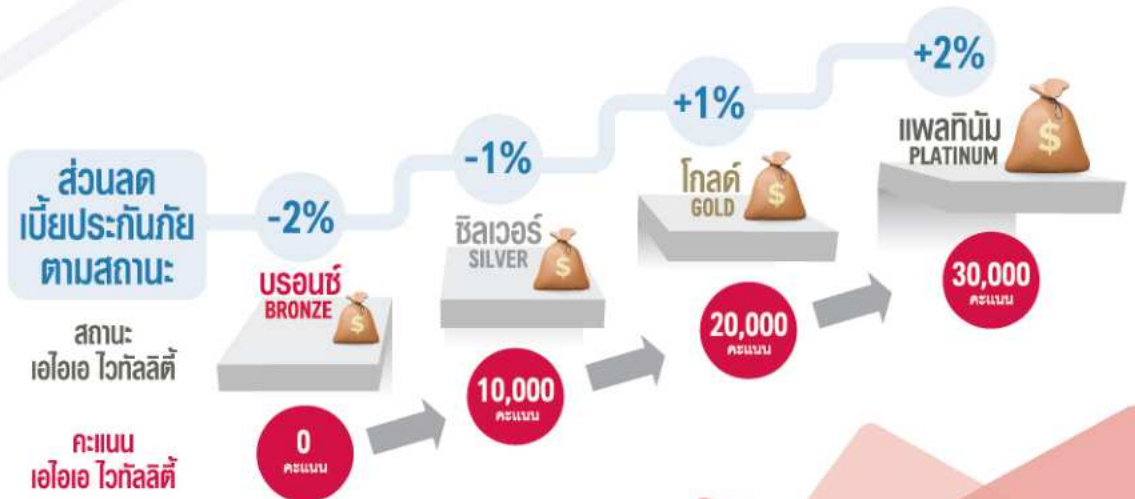 ส่วนลด
เบี้ยประกันภัย
ตามสถานะ
-2%
-1%
+1%
+2%
สถานะ
เอไอเอ ไวทัลลิตี้
บรอนซ์
BRONZE
$
ซิลเวอร์
SILVER
$
โกลด์
GOLD
$
แพลทินัม
PLATINUM
$
คะแนน
เอไอเอ ไวทัลลิตี้
0
คะแนน
10,000
คะแนน
20,000
คะแนน
30,000
คะแนน